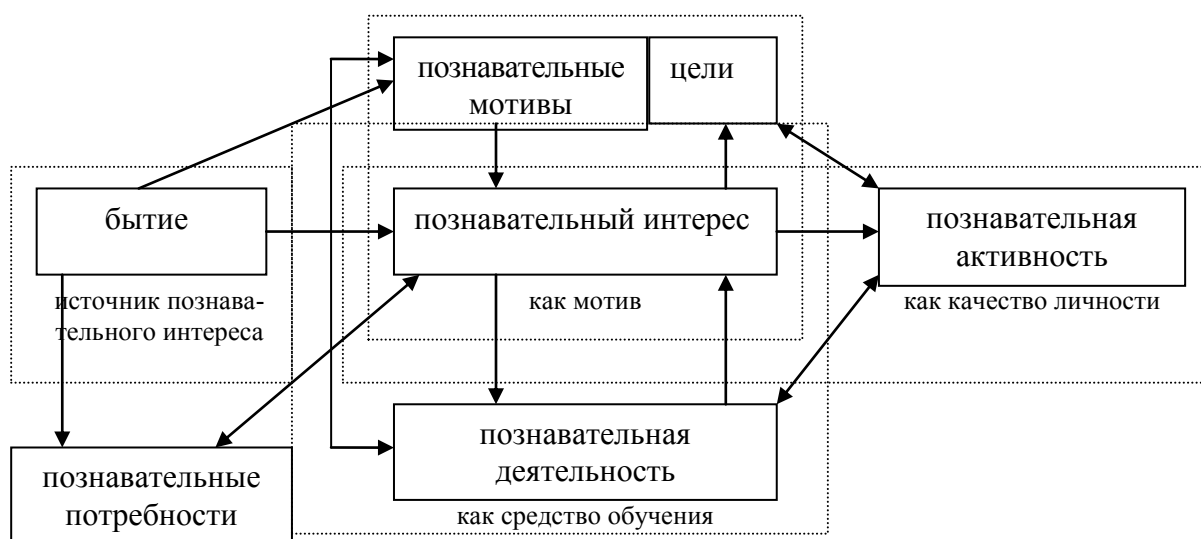 познавательные
мотивы
цели
бытие
познавательный интерес
познавательная
активность
источник познава-
тельного интереса
как мотив
как качество личности
познавательная
деятельность
познавательные
потребности
как средство обучения